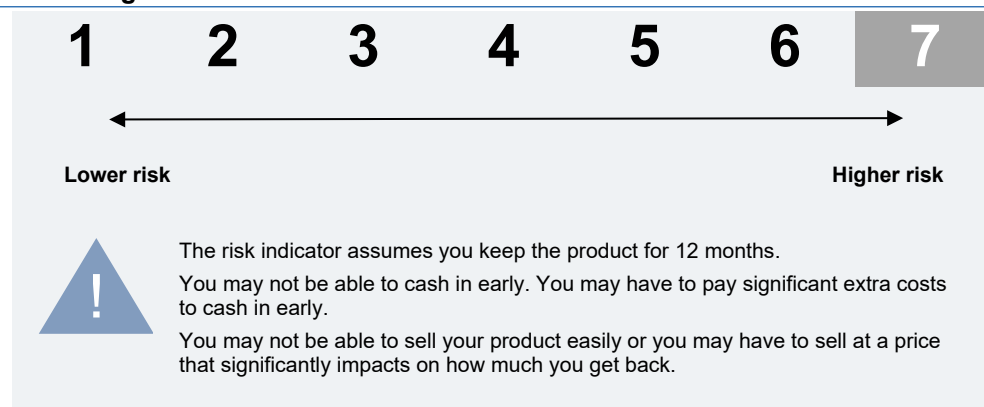 1 2 3 4 5 6 7
Lower risk Higher risk
!
The risk indicator assumes you keep the product for 12 months.
You may not be able to cash in early. You may have to pay significant extra costs
to cash in early.
You may not be able to sell your product easily or you may have to sell at a price
that significantly impacts on how much you get back.